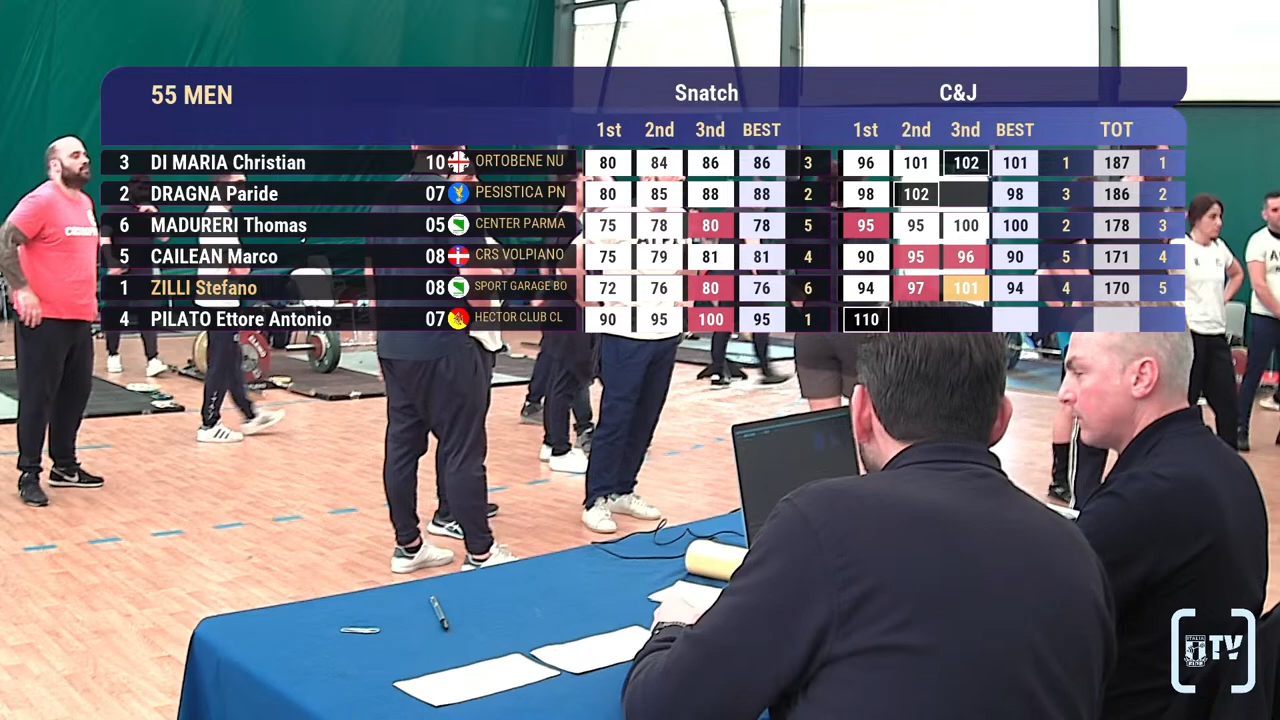 55 MEN Snatch C&J
1st 2nd 3rd BEST 1st 2nd 3nd BEST TOT
3 DI MARIA Christian 10 ORTOBENE NU 80 84 86 86 3 96 101 102 101 1 187 1
2 DRAGNA Paride 07 PESISTICA PN 80 85 88 88 2 98 102 98 3 186 2
6 MADURERI Thomas 05 CENTER PARMA 75 78 80 78 5 95 95 100 100 2 178 3
5 CAILEAN Marco 08 CRS VOLPIANO 75 79 81 81 4 90 95 96 90 5 171 4
1 ZILLI Stefano 08 SPORT GARAGE BO 72 76 80 76 6 94 97 101 94 4 170 5
4 PILATO Ettore Antonio 07 HECTOR CLUB CL 90 95 100 95 1 110
ITALIA
TV